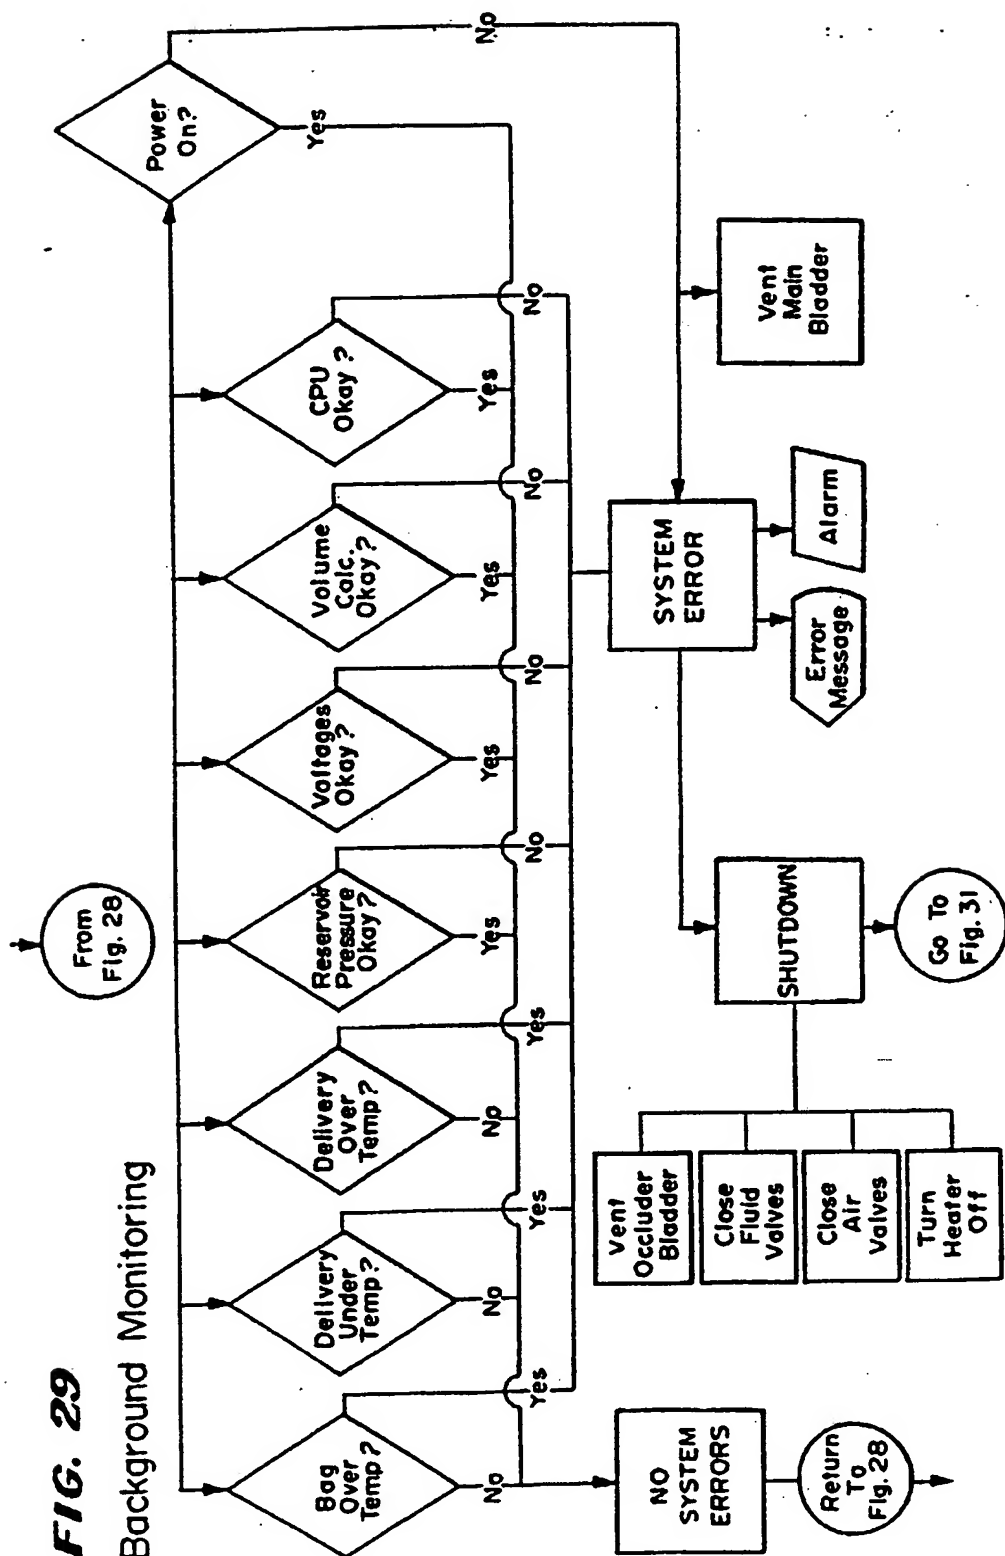 FIG. 29
Background Monitoring
From
Fig. 28
Bag
Over
Temp?
No
Yes
Delivery
Under
Temp?
No
Yes
Delivery
Over
Temp?
No
Yes
Reservoir
Pressure
Okay?
Yes
No
Voltages
Okay?
Yes
No
Volume
Calc.
Okay?
Yes
No
CPU
Okay?
Yes
No
Power
On?
Yes
No
NO
SYSTEM
ERRORS
Return
To
Fig. 28
SYSTEM
ERROR
Error
Message
Alarm
Vent
Main
Bladder
SHUTDOWN
Go To
Fig. 31
Vent
Occluder
Bladder
Close
Fluid
Valves
Close
Air
Valves
Turn
Heater
Off